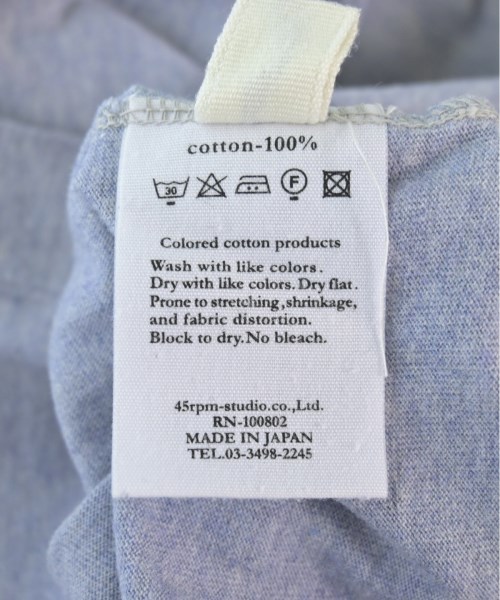 cotton-100%
30 F
Colored cotton products
Wash with like colors.
Dry with like colors. Dry flat.
Prone to stretching,shrinkage,
and fabric distortion.
Block to dry.No bleach.
45rpm-studio.co.,Ltd.
RN-100802
MADE IN JAPAN
TEL.03-3498-2245